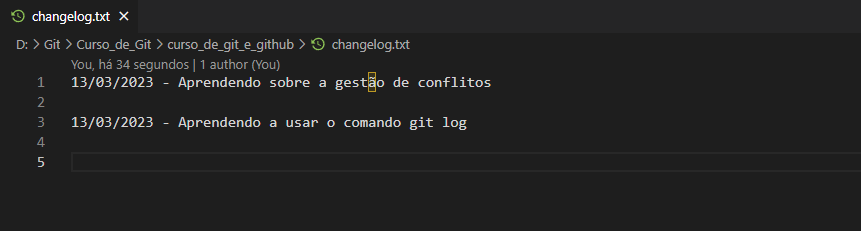 changelog.txt
D: > Git > Curso_de_Git > curso_de_git_e_github > changelog.txt
You, há 34 segundos | 1 author (You)
1 13/03/2023 - Aprendendo sobre a gestão de conflitos
2
3 13/03/2023 - Aprendendo a usar o comando git log
4
5